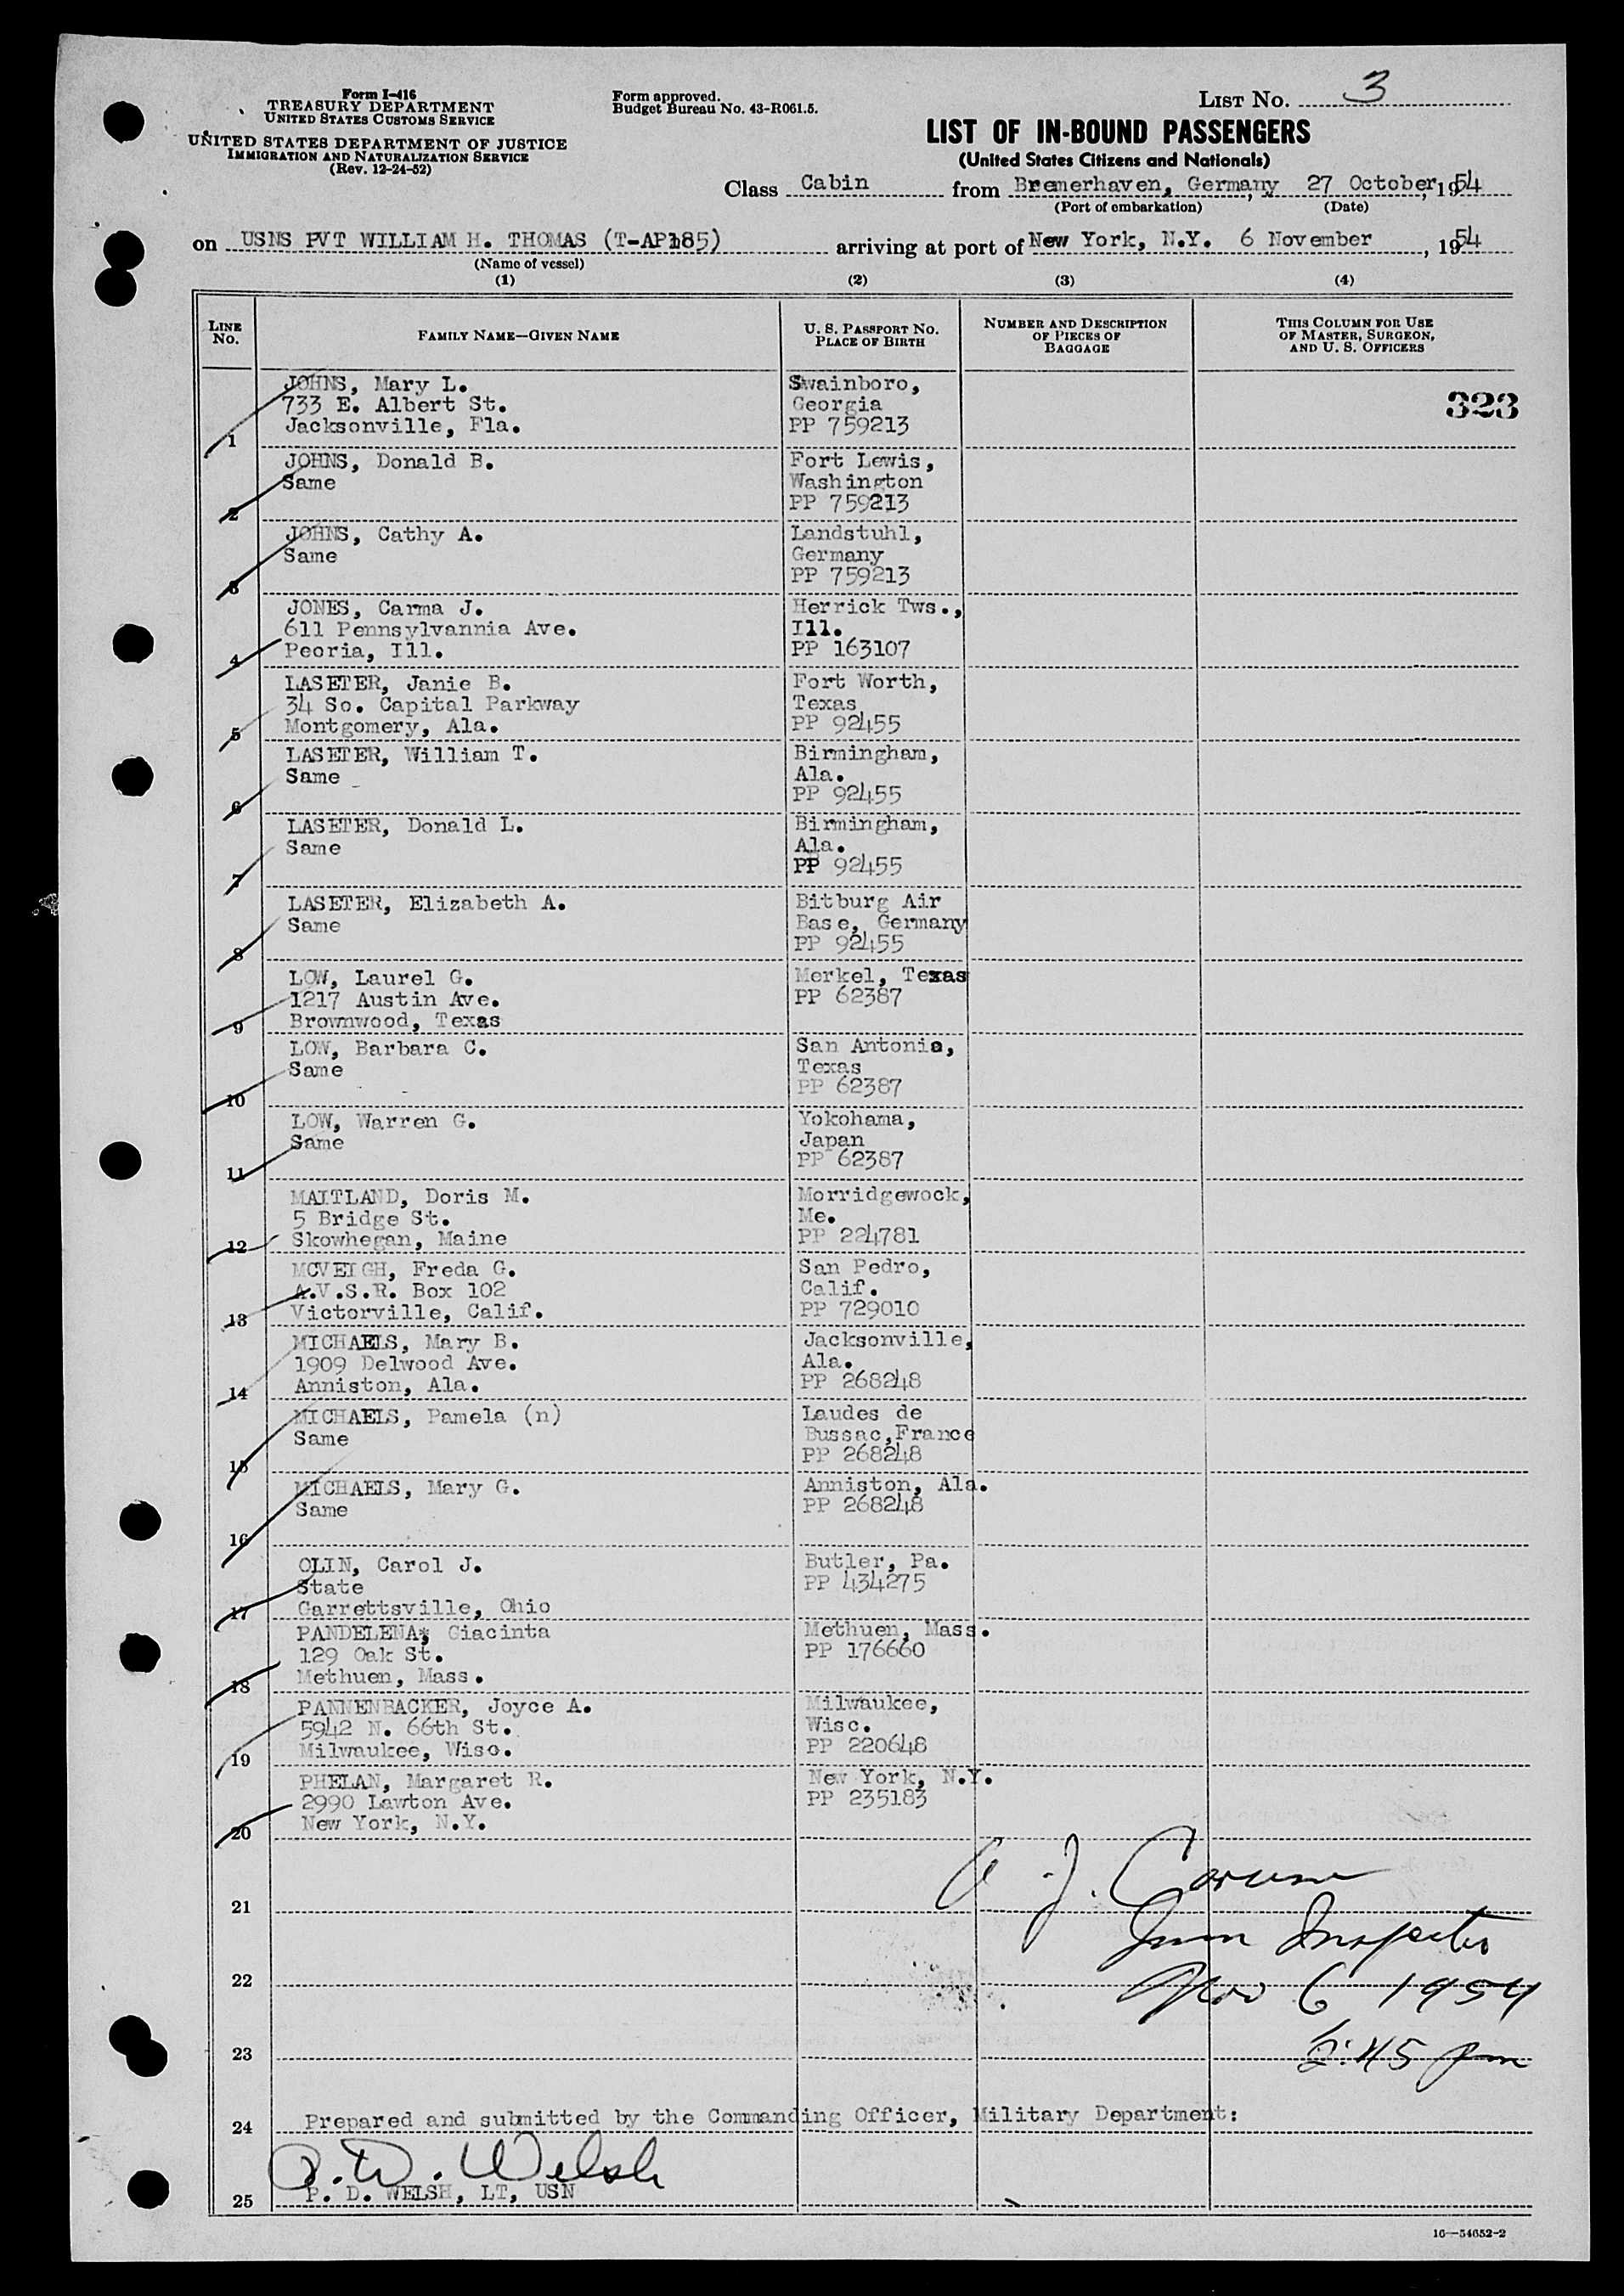 Form I-416
TREASURY DEPARTMENT
UNITED STATES CUSTOMS SERVICE
UNITED STATES DEPARTMENT OF JUSTICE
IMMIGRATION AND NATURALIZATION SERVICE
(Rev. 12-24-52)
Form approved.
Budget Bureau No. 43-R061.5.
LIST No. 3
LIST OF IN-BOUND PASSENGERS
(United States Citizens and Nationals)
Class Cabin from Bremerhaven, Germany, 27 October, 1954
(Port of embarkation) (Date)
on USNS PVT WILLIAM H. THOMAS (T-AP185) arriving at port of New York, N.Y. 6 November, 1954
(Name of vessel)
(1) (2) (3) (4)
LINE No.
FAMILY NAME—GIVEN NAME
U. S. PASSPORT No.
PLACE OF BIRTH
NUMBER AND DESCRIPTION
OF PIECES OF
BAGGAGE
THIS COLUMN FOR USE
OF MASTER, SURGEON,
AND U. S. OFFICERS
323
JOHNS, Mary L. Swainboro,
733 E. Albert St. Georgia
1 Jacksonville, Fla. PP 759213
JOHNS, Donald B. Fort Lewis,
Same Washington
2 PP 759213
JOHNS, Cathy A. Landstuhl,
Same Germany
3 PP 759213
JONES, Carma J. Herrick Tws.,
611 Pennsylvannia Ave. Ill.
4 Peoria, Ill. PP 163107
LASETER, Janie B. Fort Worth,
34 So. Capital Parkway Texas
5 Montgomery, Ala. PP 92455
LASETER, William T. Birmingham,
Same Ala.
6 PP 92455
LASETER, Donald L. Birmingham,
Same Ala.
7 PP 92455
LASETER, Elizabeth A. Bitburg Air
Same Base, Germany
8 PP 92455
LOW, Laurel G. Merkel, Texas
1217 Austin Ave. PP 62387
9 Brownwood, Texas
LOW, Barbara C. San Antonio,
Same Texas
10 PP 62387
LOW, Warren G. Yokohama,
Same Japan
11 PP 62387
MAITLAND, Doris M. Morridgewock,
5 Bridge St. Me.
12 Skowhegan, Maine PP 224781
MCVEIGH, Freda G. San Pedro,
A.V.S.R. Box 102 Calif.
13 Victorville, Calif. PP 729010
MICHAELS, Mary B. Jacksonville,
1909 Delwood Ave. Ala.
14 Anniston, Ala. PP 268248
MICHAELS, Pamela (n) Laudes de
Same Bussac,France
15 PP 268248
MICHAELS, Mary G. Anniston, Ala.
Same PP 268248
16
OLIN, Carol J. Butler, Pa.
State PP 434275
17 Garrettsville, Ohio
PANDELENA, Giacinta Methuen, Mass.
129 Oak St. PP 176660
18 Methuen, Mass.
PANNENBACKER, Joyce A. Milwaukee,
5942 N. 66th St. Wisc.
19 Milwaukee, Wisc. PP 220648
PHELAN, Margaret R. New York, N.Y.
2990 Lawton Ave. PP 235183
20 New York, N.Y.
J. Caruso
21
Imm Inspector
22 Nov 6 1954
23 2:45 pm
24 Prepared and submitted by the Commanding Officer, Military Department:
P. D. Welsh
25 P. D. WELSH, LT, USN
16—54652-2